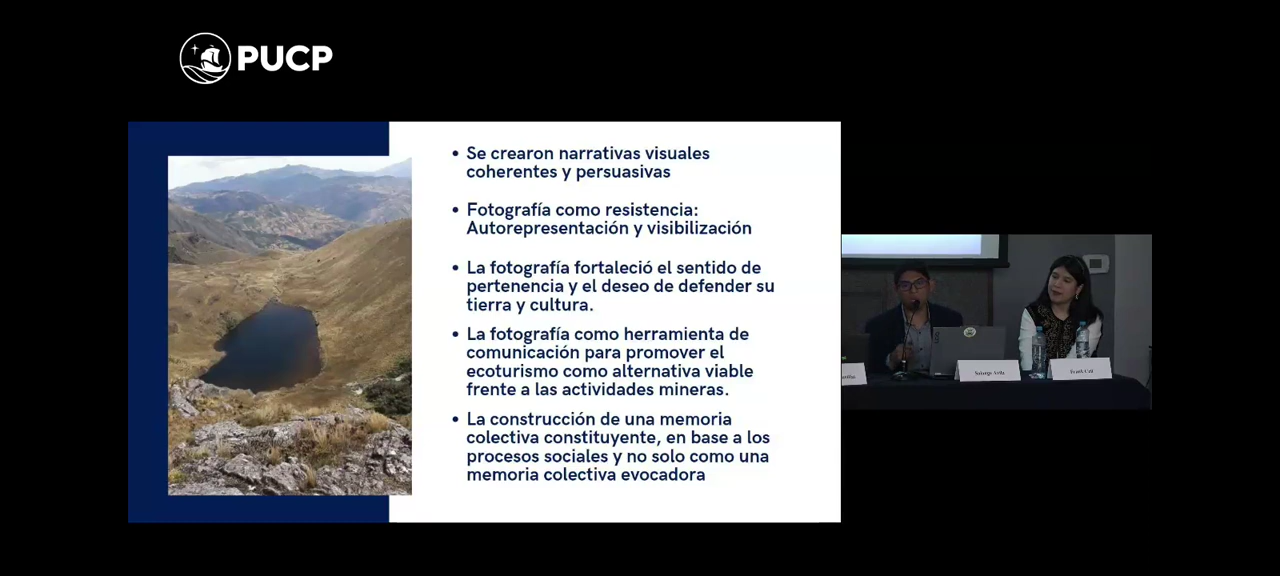 PUCP
• Se crearon narrativas visuales
coherentes y persuasivas
• Fotografía como resistencia:
Autorepresentación y visibilización
• La fotografía fortaleció el sentido de
pertenencia y el deseo de defender su
tierra y cultura.
• La fotografía como herramienta de
comunicación para promover el
ecoturismo como alternativa viable
frente a las actividades mineras.
• La construcción de una memoria
colectiva constituyente, en base a los
procesos sociales y no solo como una
memoria colectiva evocadora